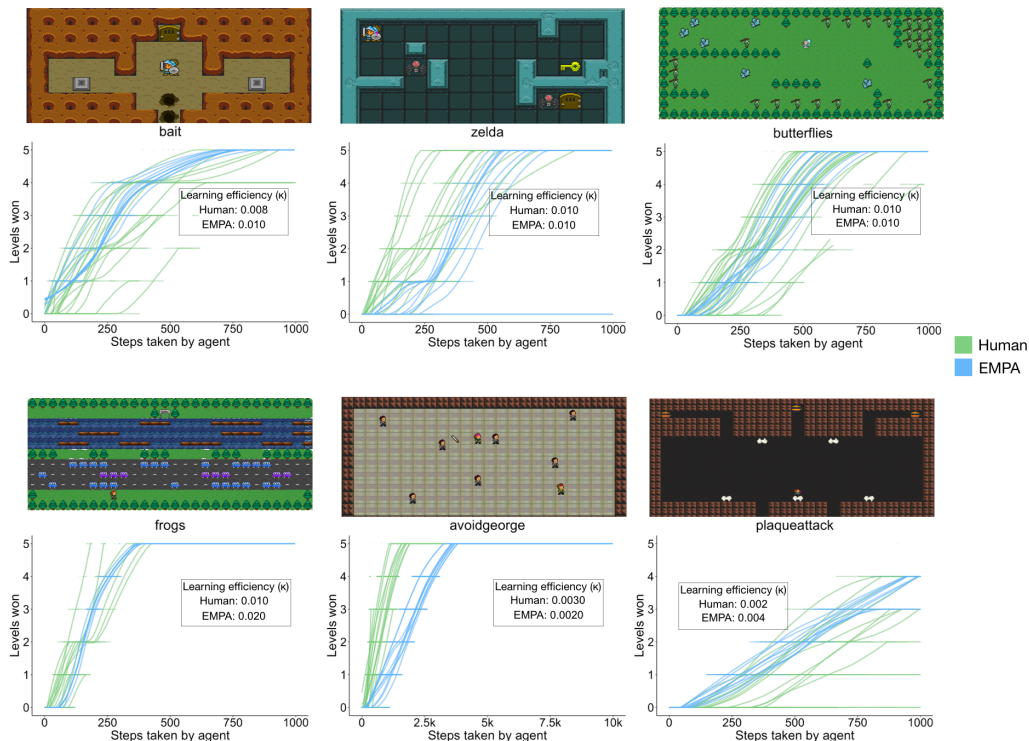 bait
zelda
butterflies
5
4
3
2
1
0
Levels won
Learning efficiency (κ)
Human: 0.008
EMPA: 0.010
0
250
500
750
1000
Steps taken by agent
5
4
3
2
1
0
Levels won
Learning efficiency (κ)
Human: 0.010
EMPA: 0.010
0
250
500
750
1000
Steps taken by agent
5
4
3
2
1
0
Levels won
Learning efficiency (κ)
Human: 0.010
EMPA: 0.010
0
250
500
750
1000
Steps taken by agent
Human
EMPA
frogs
avoidgeorge
plaqueattack
5
4
3
2
1
0
Levels won
Learning efficiency (κ)
Human: 0.010
EMPA: 0.020
0
250
500
750
1000
Steps taken by agent
5
4
3
2
1
0
Levels won
Learning efficiency (κ)
Human: 0.0030
EMPA: 0.0020
0
2.5k
5k
7.5k
10k
Steps taken by agent
5
4
3
2
1
0
Levels won
Learning efficiency (κ)
Human: 0.002
EMPA: 0.004
0
250
500
750
1000
Steps taken by agent